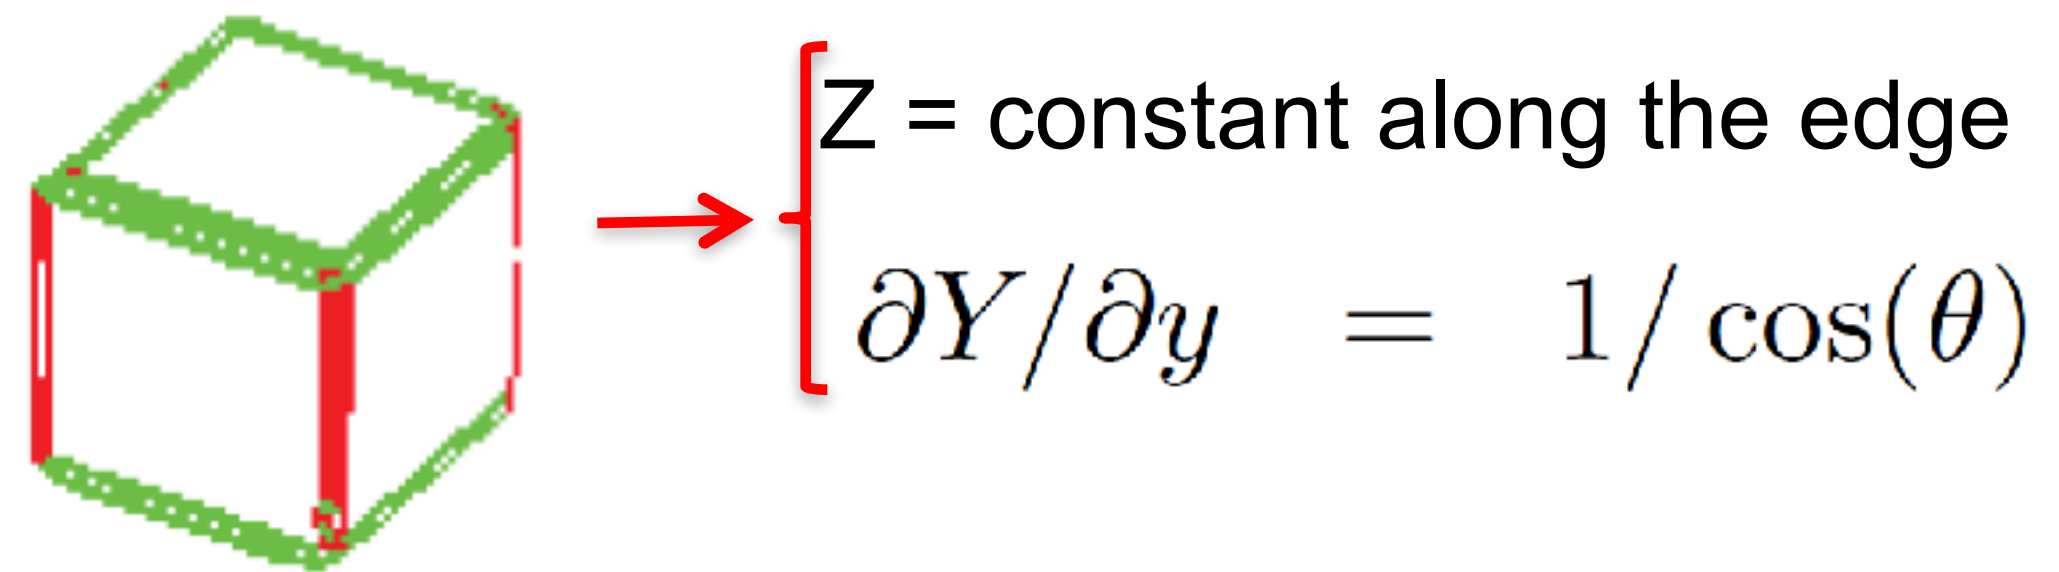 Z = constant along the edge
∂Y/∂y = 1/ cos(θ)